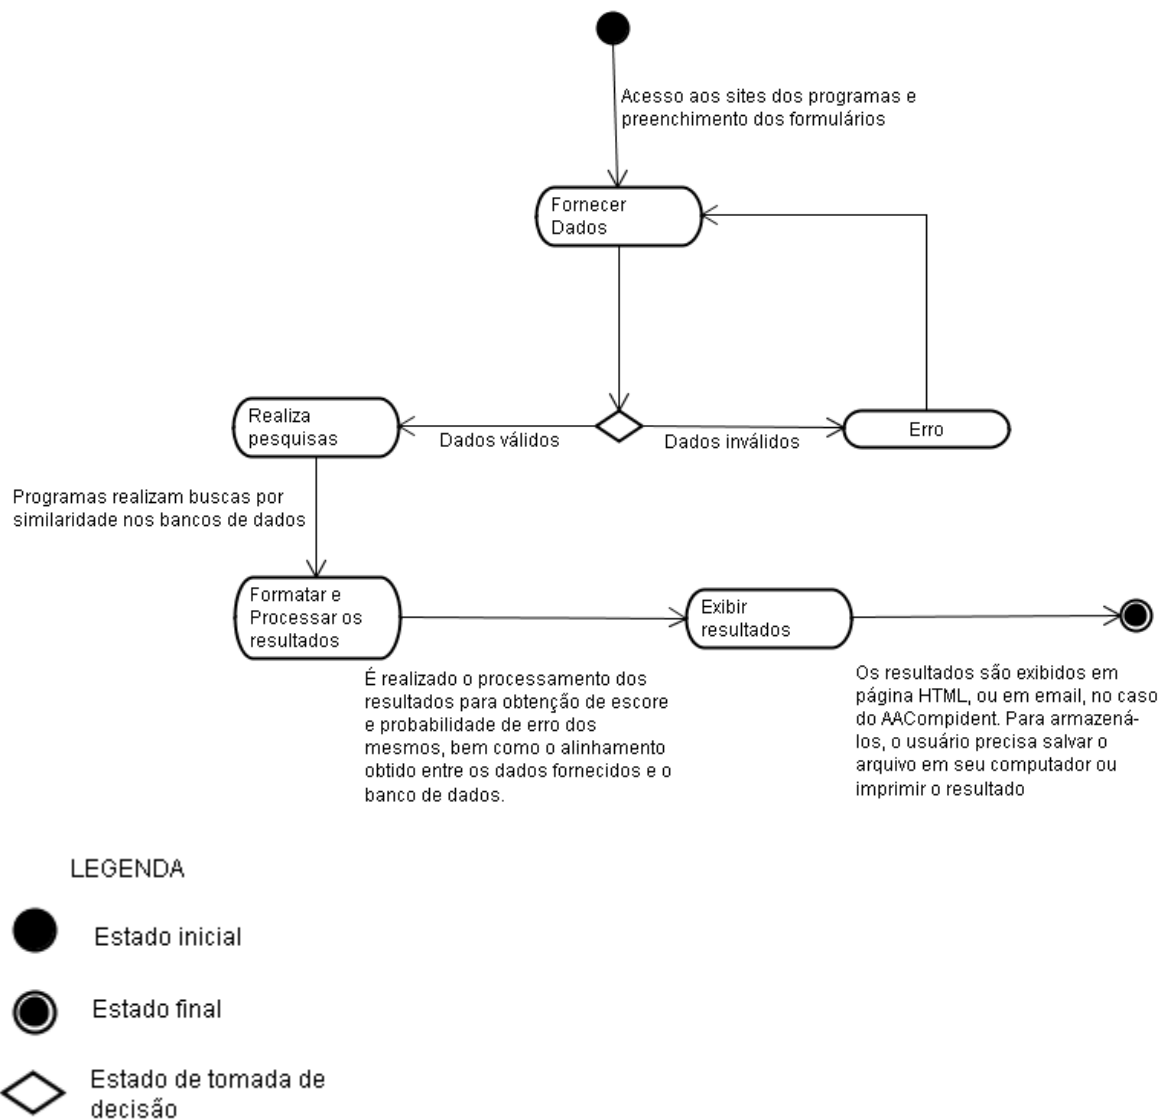 Acesso aos sites dos programas e
preenchimento dos formulários
Fornecer
Dados
Realiza
pesquisas
Dados válidos
Dados inválidos
Erro
Programas realizam buscas por
similaridade nos bancos de dados
Formatar e
Processar os
resultados
Exibir
resultados
É realizado o processamento dos
resultados para obtenção de escore
e probabilidade de erro dos
mesmos, bem como o alinhamento
obtido entre os dados fornecidos e o
banco de dados.
Os resultados são exibidos em
página HTML, ou em email, no caso
do AACompident. Para armazená-
los, o usuário precisa salvar o
arquivo em seu computador ou
imprimir o resultado
LEGENDA
Estado inicial
Estado final
Estado de tomada de
decisão